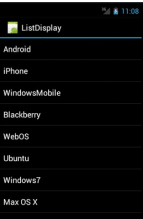 11:08
ListDisplay
Android
iPhone
WindowsMobile
Blackberry
WebOS
Ubuntu
Windows7
Max OS X